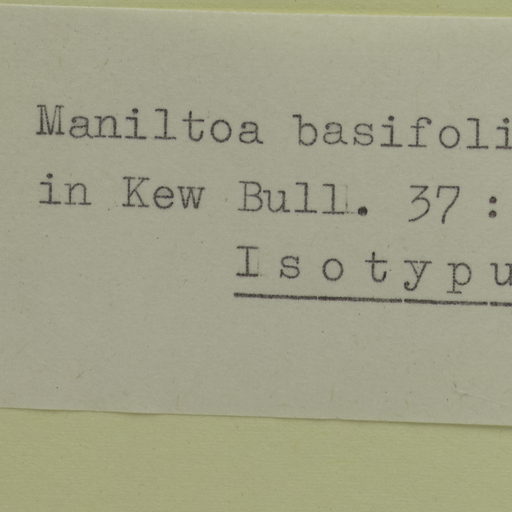 Maniltoa basifoli
in Kew Bull. 37 :
Isotypu